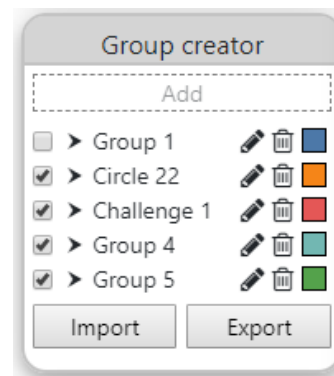 Group creator
Add
Group 1
Circle 22
Challenge 1
Group 4
Group 5
Import Export